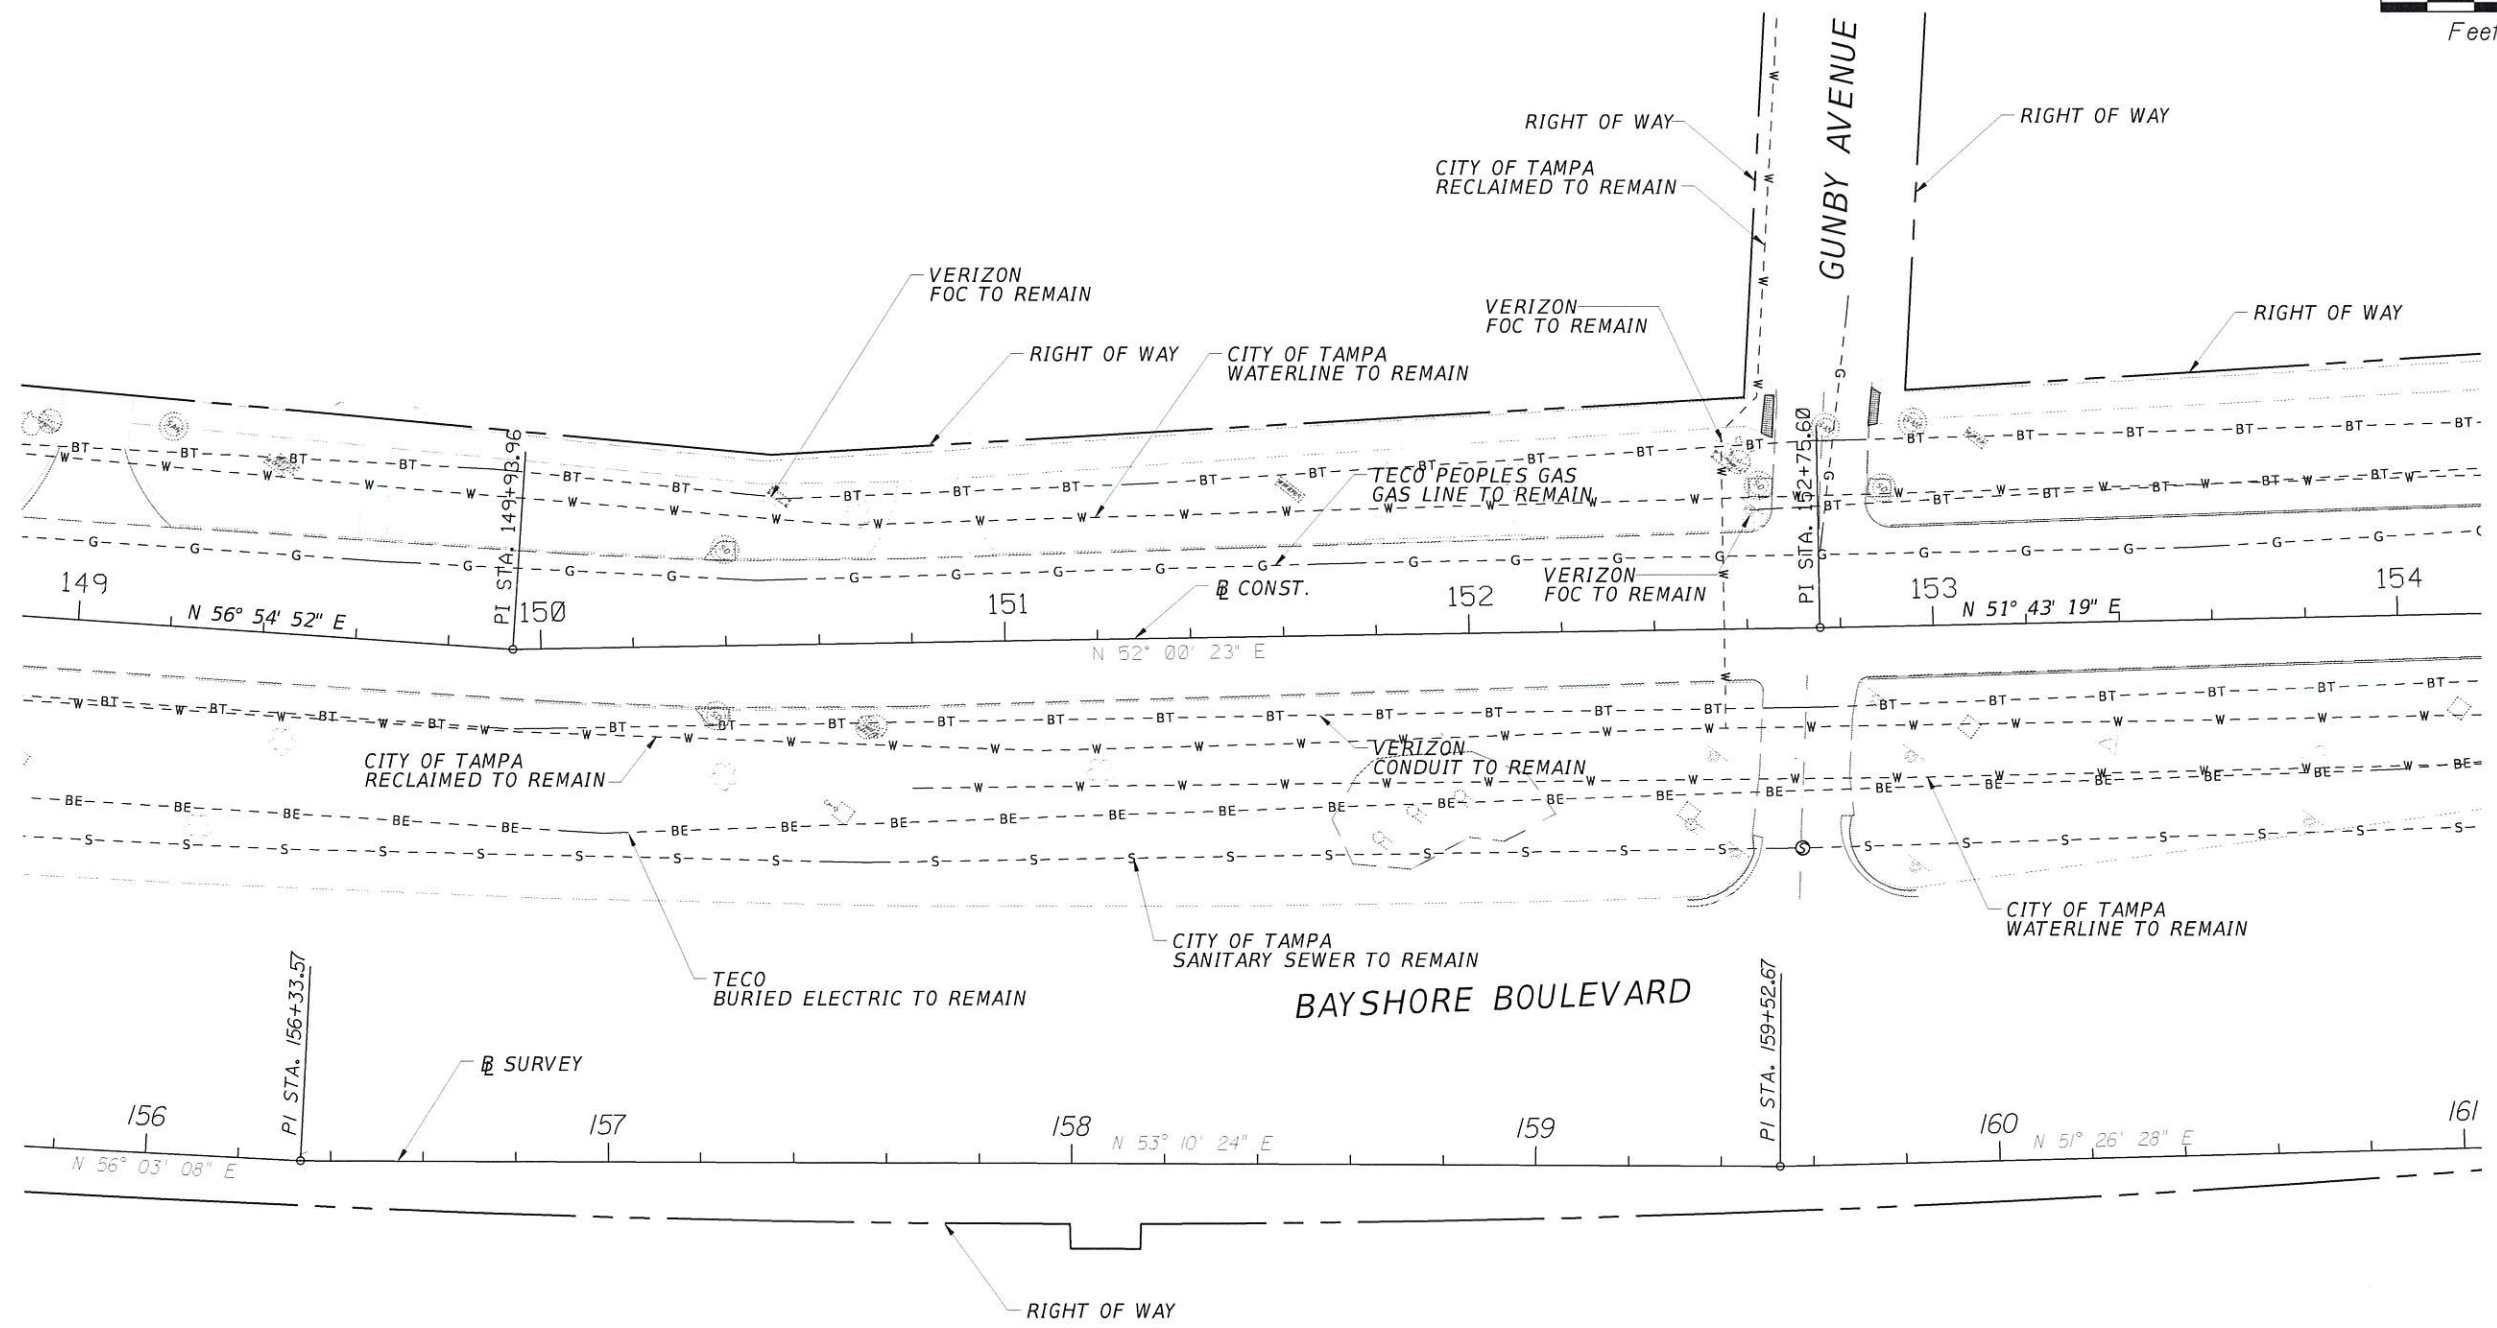 Feet
GUNBY AVENUE
RIGHT OF WAY
RIGHT OF WAY
CITY OF TAMPA
RECLAIMED TO REMAIN
VERIZON
FOC TO REMAIN
VERIZON
FOC TO REMAIN
RIGHT OF WAY
RIGHT OF WAY
CITY OF TAMPA
WATERLINE TO REMAIN
TECO PEOPLES GAS
GAS LINE TO REMAIN
PI STA. 149+93.96
PI STA. 152+75.60
VERIZON
FOC TO REMAIN
149
150
151
152
153
154
N 56° 54' 52" E
BL CONST.
N 52° 00' 23" E
N 51° 43' 19" E
CITY OF TAMPA
RECLAIMED TO REMAIN
VERIZON
CONDUIT TO REMAIN
CITY OF TAMPA
WATERLINE TO REMAIN
CITY OF TAMPA
SANITARY SEWER TO REMAIN
TECO
BURIED ELECTRIC TO REMAIN
BAYSHORE BOULEVARD
PI STA. 156+33.57
PI STA. 159+52.67
BL SURVEY
156
157
158
159
160
161
N 56° 03' 08" E
N 53° 10' 24" E
N 51° 26' 28" E
RIGHT OF WAY